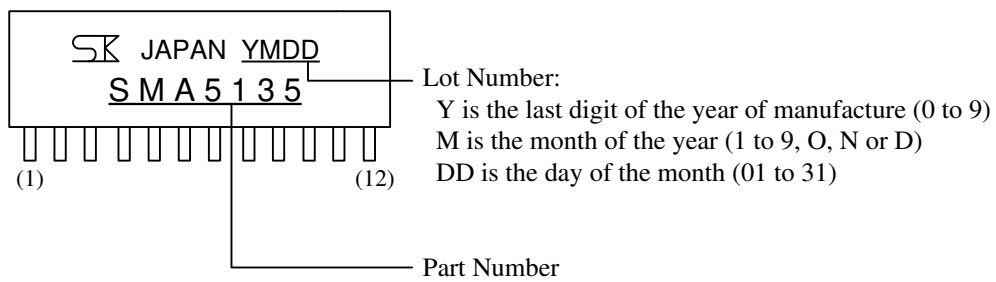 SK JAPAN YMDD
SMA5135
(1) (12)
Lot Number:
Y is the last digit of the year of manufacture (0 to 9)
M is the month of the year (1 to 9, O, N or D)
DD is the day of the month (01 to 31)
Part Number